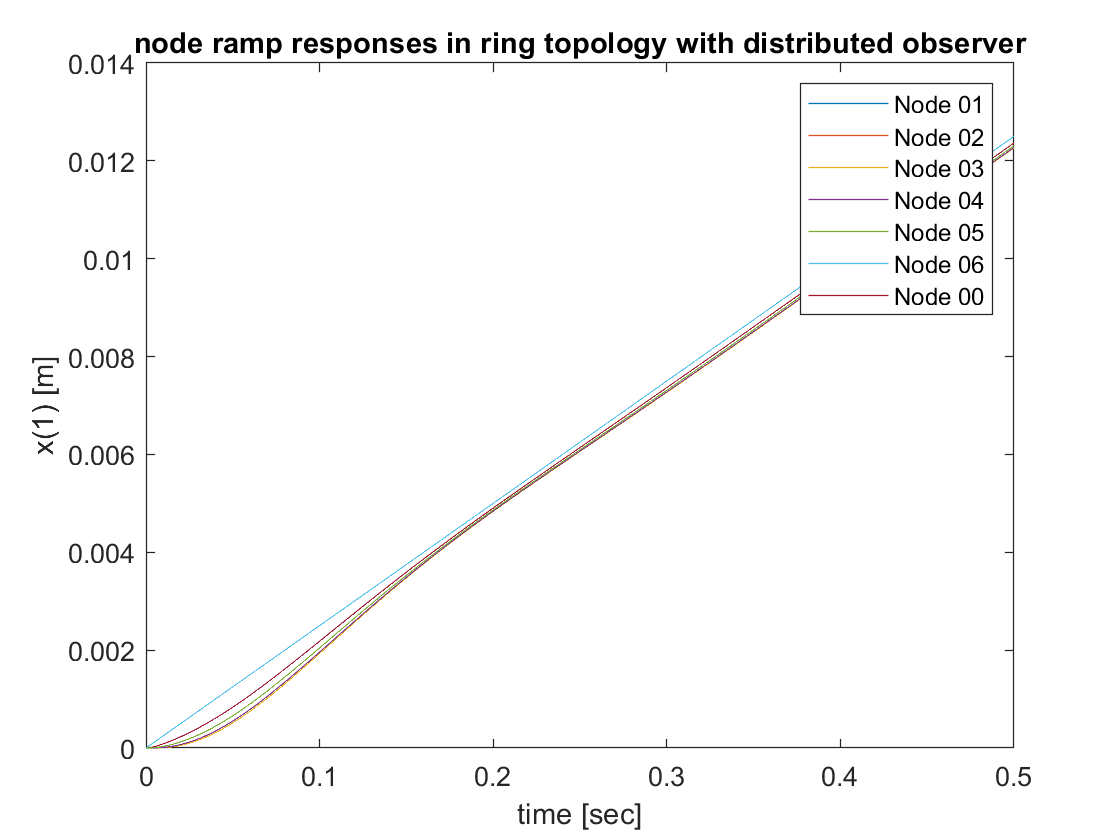 node ramp responses in ring topology with distributed observer
0.014
0.012
0.01
0.008
0.006
0.004
0.002
0
x(1) [m]
Node 01
Node 02
Node 03
Node 04
Node 05
Node 06
Node 00
0
0.1
0.2
0.3
0.4
0.5
time [sec]